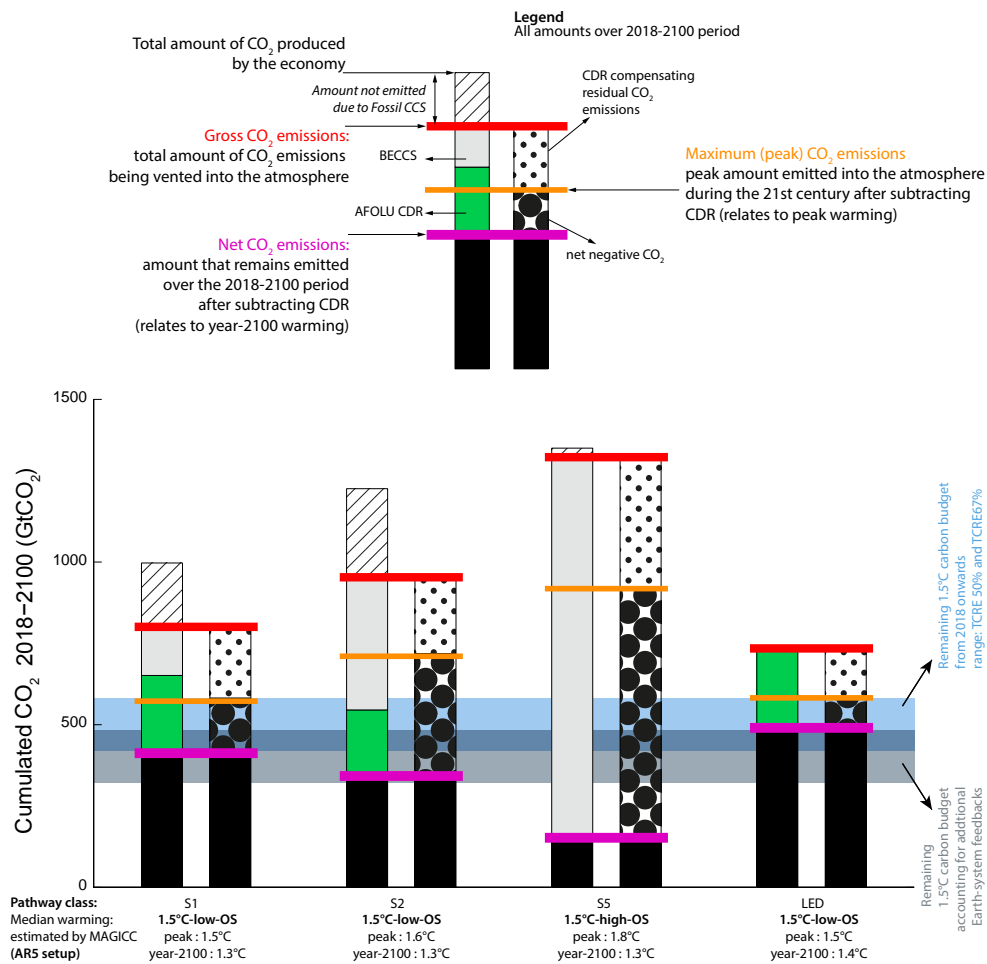 Legend
All amounts over 2018-2100 period
Total amount of CO2 produced
by the economy
Amount not emitted
due to Fossil CCS
CDR compensating
residual CO2
emissions
Gross CO2 emissions:
total amount of CO2 emissions
being vented into the atmosphere
BECCS
AFOLU CDR
Maximum (peak) CO2 emissions
peak amount emitted into the atmosphere
during the 21st century after subtracting
CDR (relates to peak warming)
Net CO2 emissions:
amount that remains emitted
over the 2018-2100 period
after subtracting CDR
(relates to year-2100 warming)
net negative CO2
Cumulated CO2 2018−2100 (GtCO2)
1500
1000
500
0
Remaining 1.5°C carbon budget
from 2018 onwards
range: TCRE 50% and TCRE67%
Remaining
1.5°C carbon budget
accounting for addtional
Earth-system feedbacks
Pathway class:
Median warming:
estimated by MAGICC
(AR5 setup)
S1
1.5°C-low-OS
peak : 1.5°C
year-2100 : 1.3°C
S2
1.5°C-low-OS
peak : 1.6°C
year-2100 : 1.3°C
S5
1.5°C-high-OS
peak : 1.8°C
year-2100 : 1.3°C
LED
1.5°C-low-OS
peak : 1.5°C
year-2100 : 1.4°C